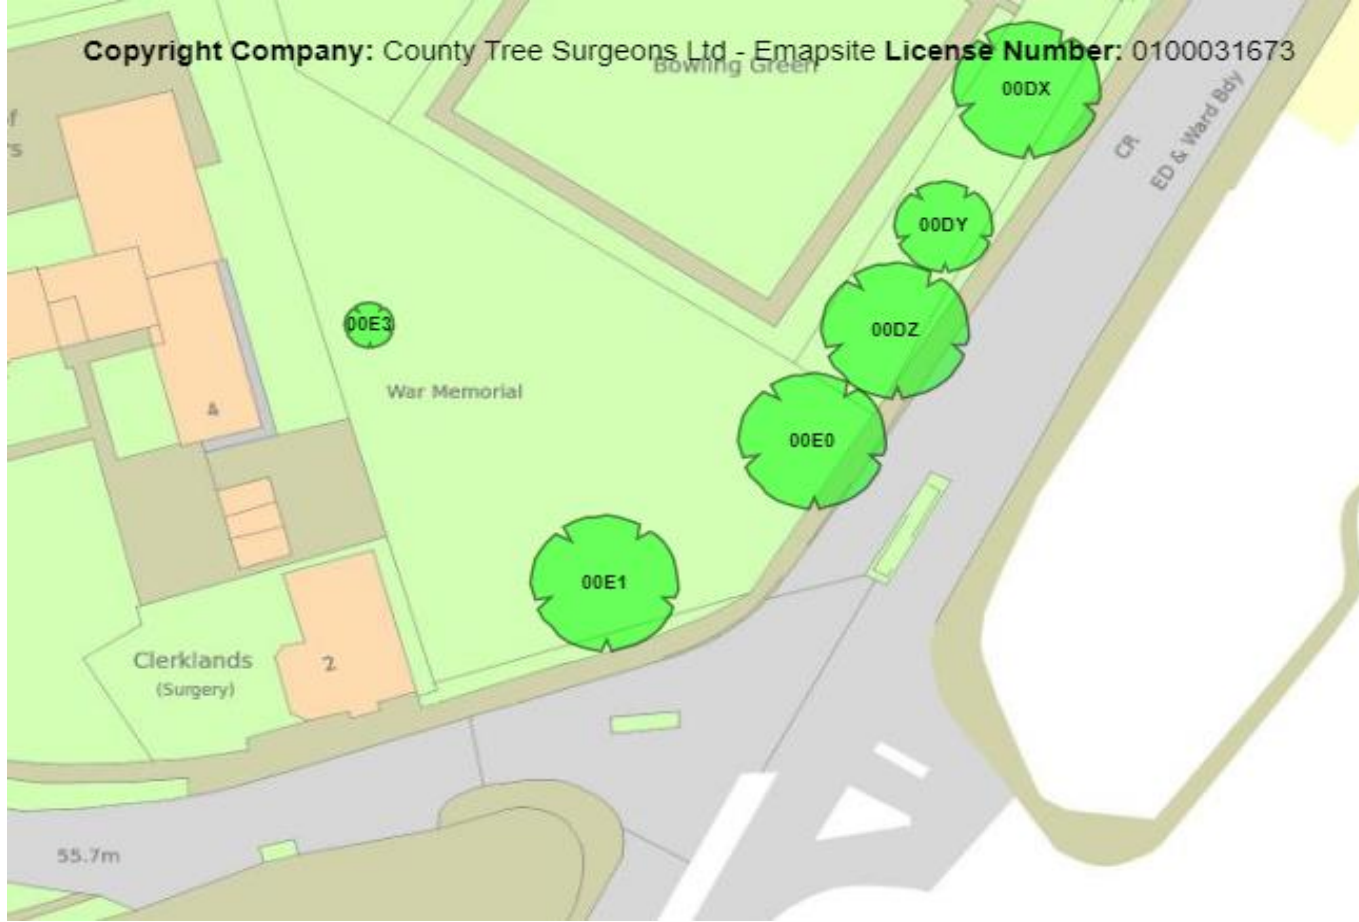 Copyright Company: County Tree Surgeons Ltd - Emapsite License Number: 0100031673
Bowling Green
00DX
CR
ED & Ward Bdy
00DY
00E3
00DZ
War Memorial
4
00E0
00E1
Clerklands
(Surgery)
2
55.7m